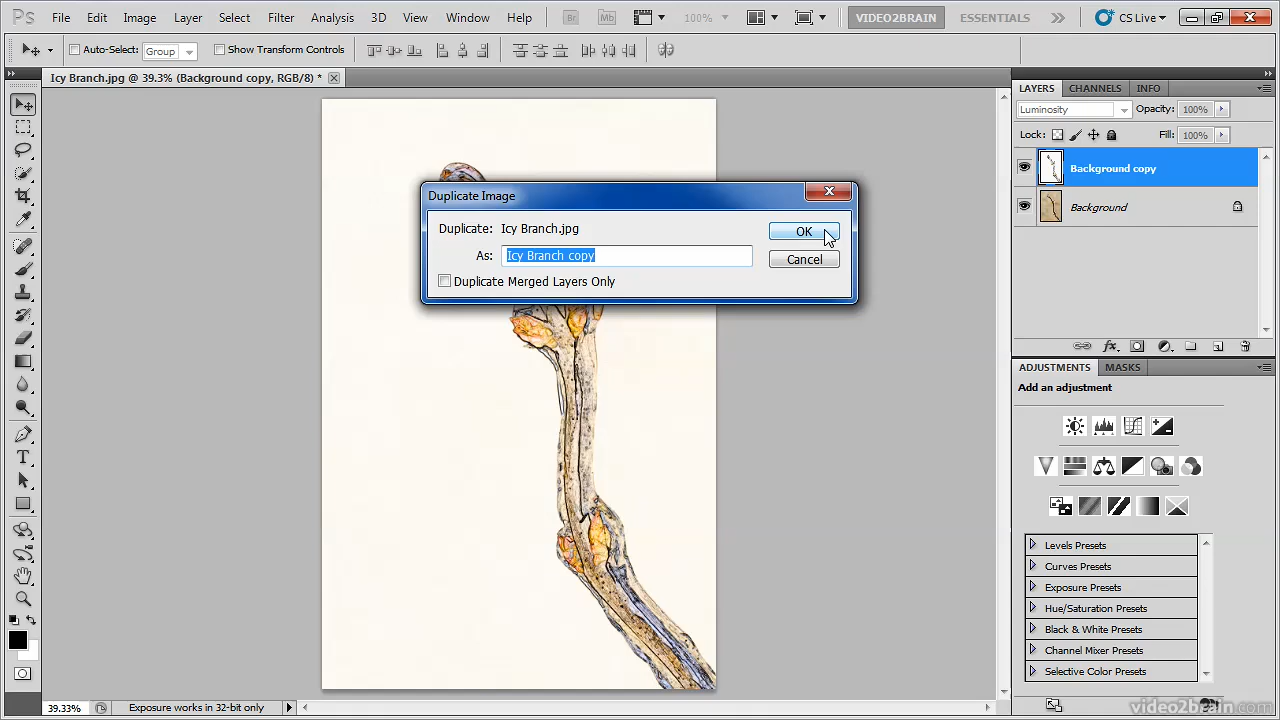 Ps File Edit Image Layer Select Filter Analysis 3D View Window Help Br Mb 100% VIDEO2BRAIN ESSENTIALS CS Live
Auto-Select: Group Show Transform Controls
Icy Branch.jpg @ 39.3% (Background copy, RGB/8) *
LAYERS CHANNELS INFO
Luminosity Opacity: 100%
Lock: Fill: 100%
Background copy
Background
Duplicate Image
Duplicate: Icy Branch.jpg OK
As: Icy Branch copy Cancel
Duplicate Merged Layers Only
fx
ADJUSTMENTS MASKS
Add an adjustment
Levels Presets
Curves Presets
Exposure Presets
Hue/Saturation Presets
Black & White Presets
Channel Mixer Presets
Selective Color Presets
T
39.33% Exposure works in 32-bit only
video2brain.com